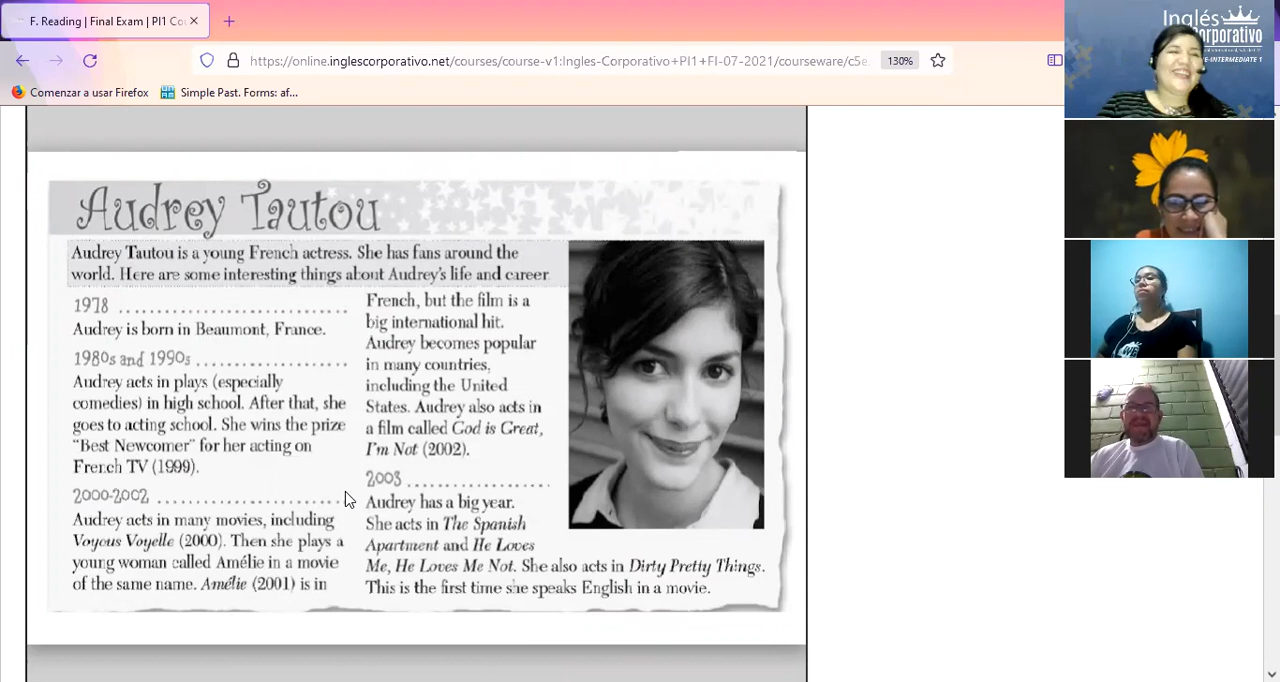 F. Reading | Final Exam | PI1 Co
https://online.inglescorporativo.net/courses/course-v1:Ingles-Corporativo+PI1+FI-07-2021/courseware/c5e
130%
Comenzar a usar Firefox
Simple Past. Forms: af...
Inglés
Corporativo
E-INTERMEDIATE 1
Audrey Tautou
Audrey Tautou is a young French actress. She has fans around the
world. Here are some interesting things about Audrey's life and career.
1978
Audrey is born in Beaumont, France.
1980s and 1990s
Audrey acts in plays (especially
comedies) in high school. After that, she
goes to acting school. She wins the prize
"Best Newcomer" for her acting on
French TV (1999).
2000-2002
Audrey acts in many movies, including
Voyous Voyelle (2000). Then she plays a
young woman called Amélie in a movie
of the same name. Amélie (2001) is in
French, but the film is a
big international hit.
Audrey becomes popular
in many countries,
including the United
States. Audrey also acts in
a film called God is Great,
I'm Not (2002).
2003
Audrey has a big year.
She acts in The Spanish
Apartment and He Loves
Me, He Loves Me Not. She also acts in Dirty Pretty Things.
This is the first time she speaks English in a movie.